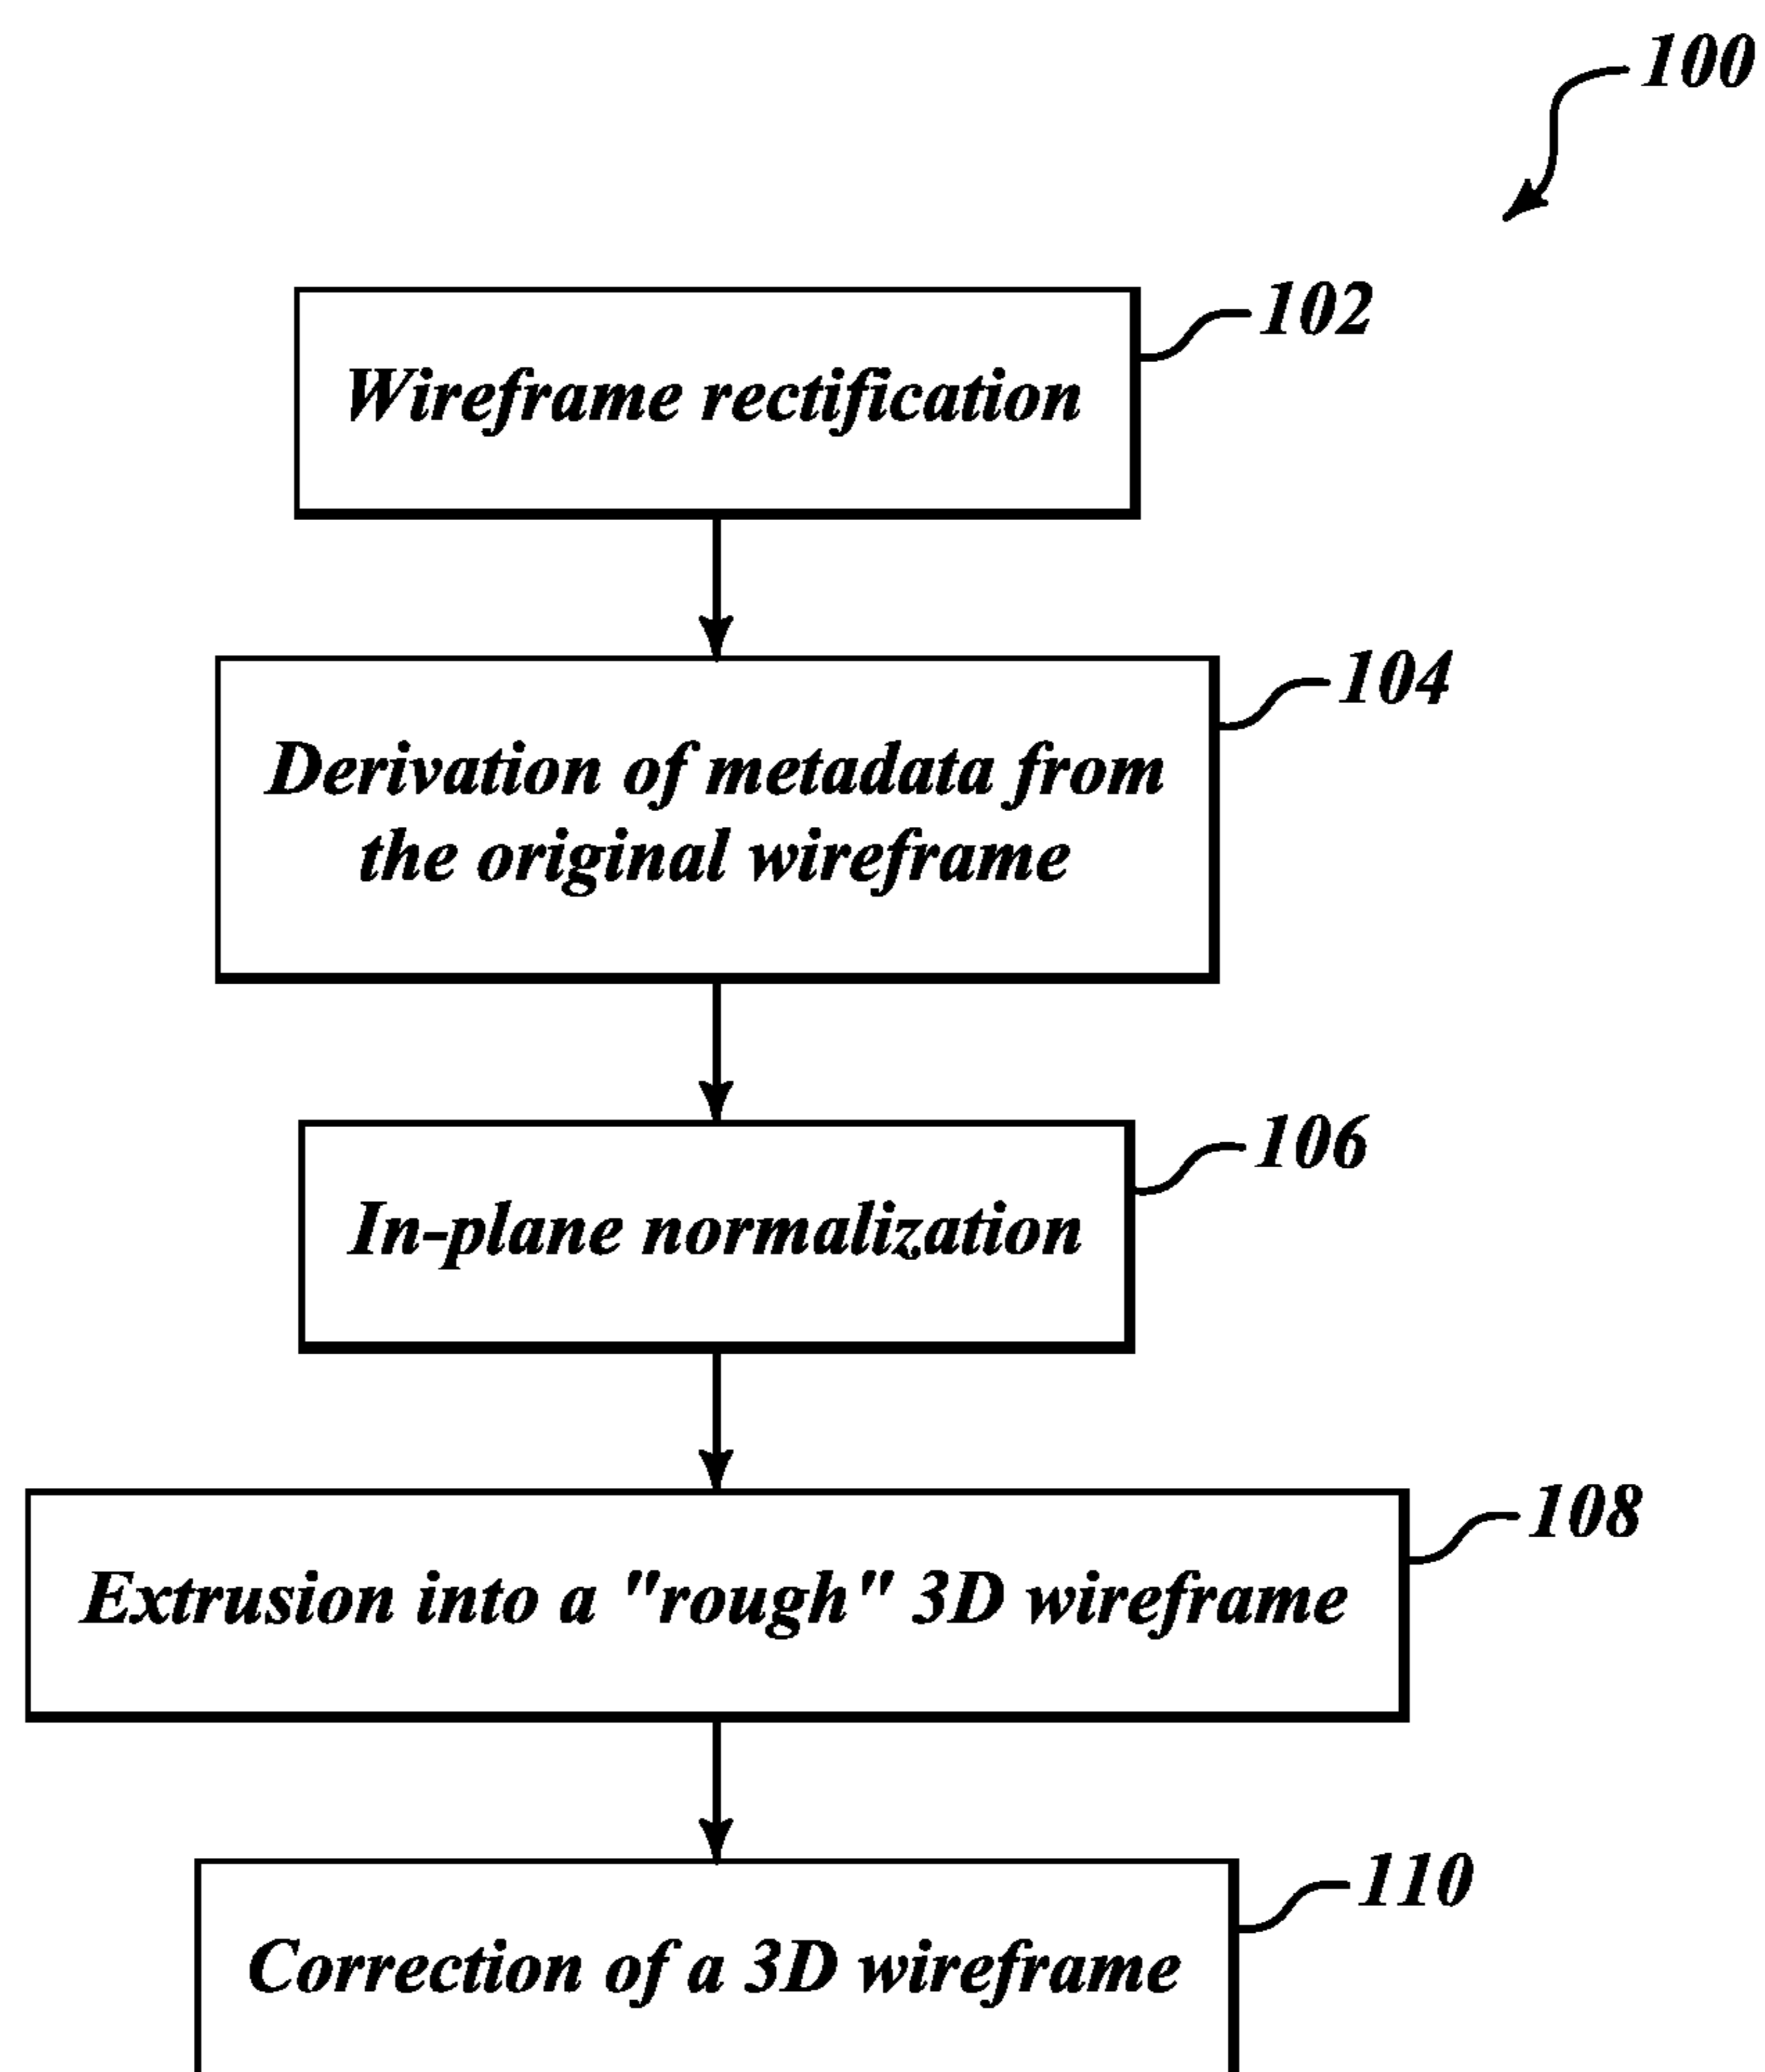 100
102
Wireframe rectification
104
Derivation of metadata from
the original wireframe
106
In-plane normalization
108
Extrusion into a "rough" 3D wireframe
110
Correction of a 3D wireframe